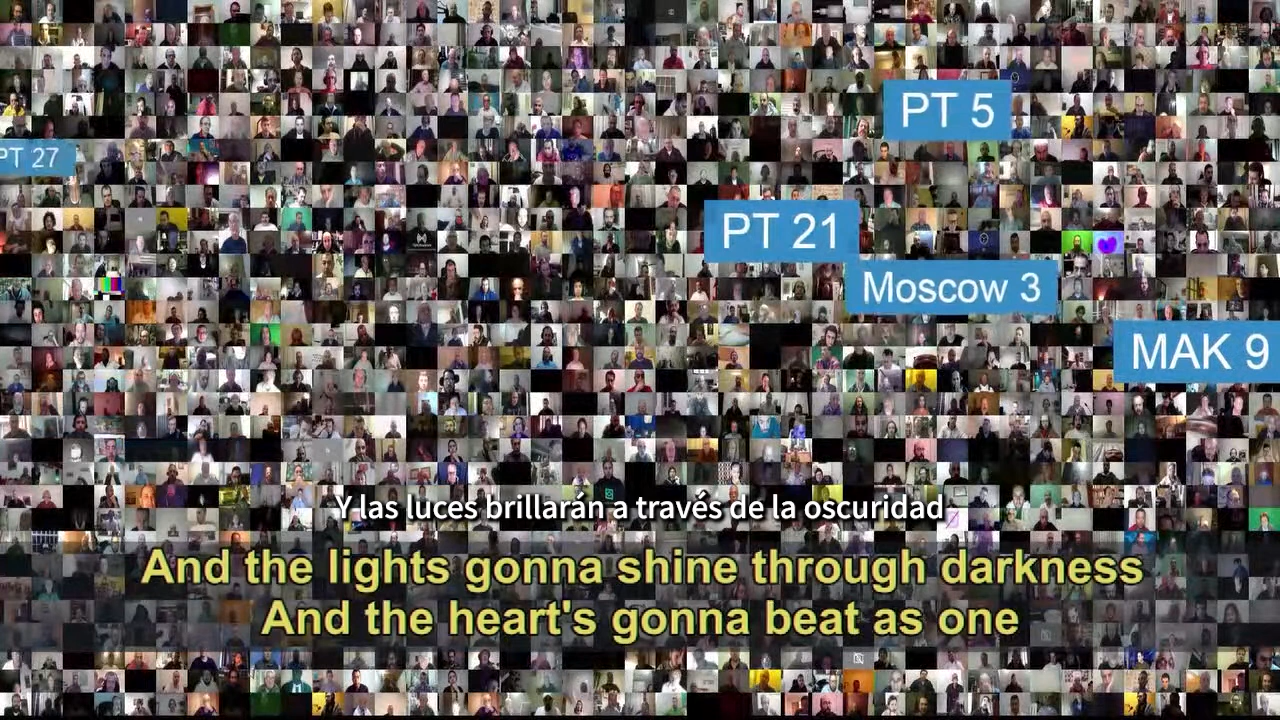 PT 5
PT 27
PT 21
Moscow 3
MAK 9
Y las luces brillarán a través de la oscuridad
And the lights gonna shine through darkness
And the heart's gonna beat as one